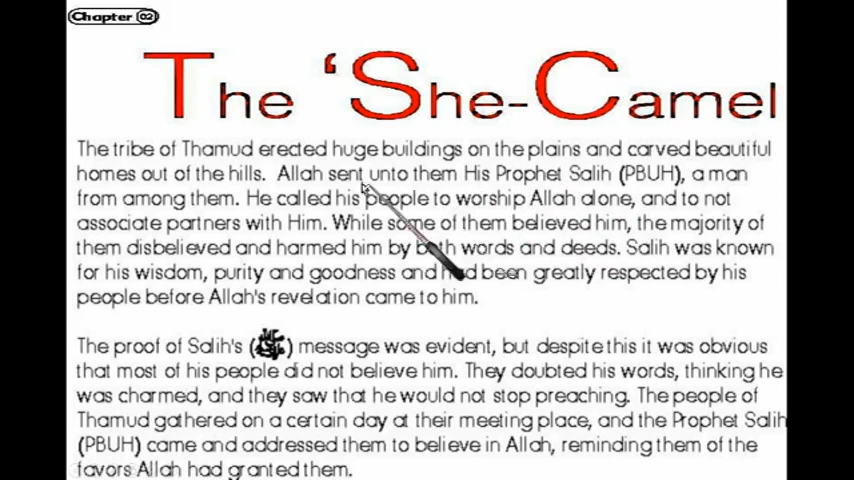 Chapter 02
The 'She-Camel
The tribe of Thamud erected huge buildings on the plains and carved beautiful
homes out of the hills. Allah sent unto them His Prophet Salih (PBUH), a man
from among them. He called his people to worship Allah alone, and to not
associate partners with Him. While some of them believed him, the majority of
them disbelieved and harmed him by both words and deeds. Salih was known
for his wisdom, purity and goodness and had been greatly respected by his
people before Allah's revelation came to him.
The proof of Salih's (ﷺ) message was evident, but despite this it was obvious
that most of his people did not believe him. They doubted his words, thinking he
was charmed, and they saw that he would not stop preaching. The people of
Thamud gathered on a certain day at their meeting place, and the Prophet Salih
(PBUH) came and addressed them to believe in Allah, reminding them of the
favors Allah had granted them.